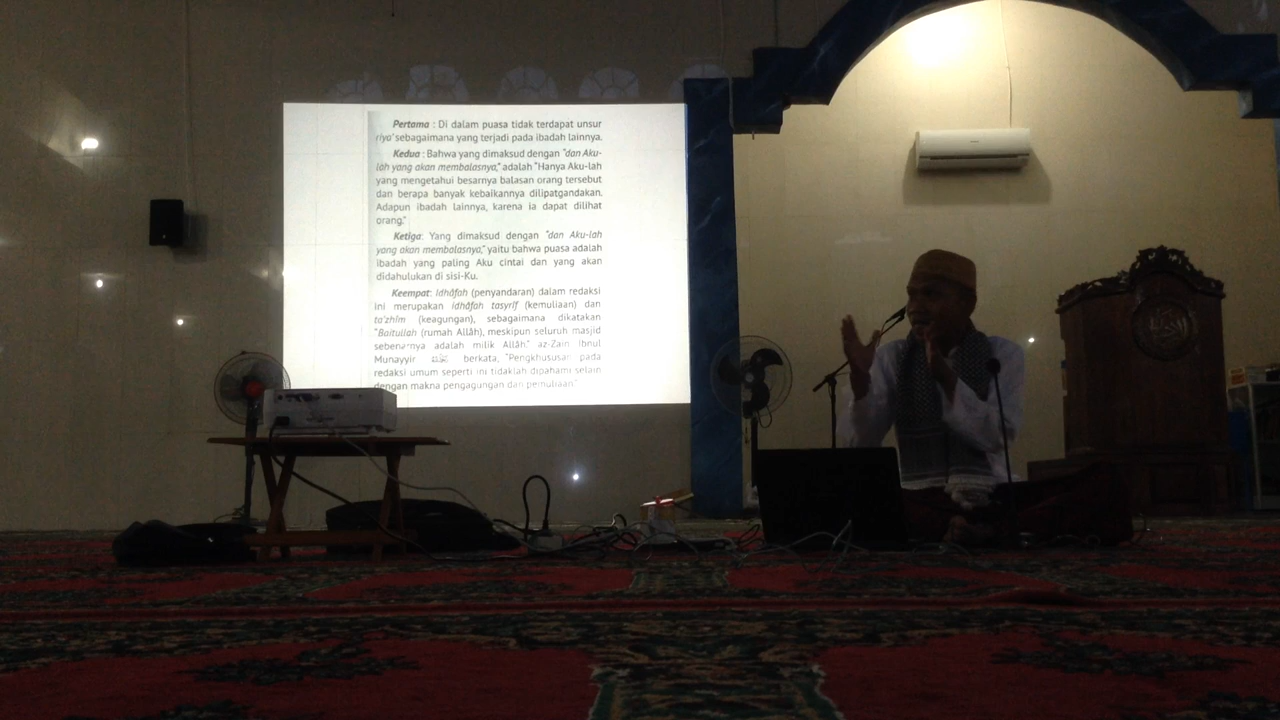 Pertama : Di dalam puasa tidak terdapat unsur
riya' sebagaimana yang terjadi pada ibadah lainnya.
Kedua : Bahwa yang dimaksud dengan "dan Aku-
lah yang akan membalasnya," adalah "Hanya Aku-lah
yang mengetahui besarnya balasan orang tersebut
dan berapa banyak kebaikannya dilipatgandakan.
Adapun ibadah lainnya, karena ia dapat dilihat
orang."
Ketiga: Yang dimaksud dengan "dan Aku-lah
yang akan membalasnya," yaitu bahwa puasa adalah
ibadah yang paling Aku cintai dan yang akan
didahulukan di sisi-Ku.
Keempat: Idhâfah (penyandaran) dalam redaksi
ini merupakan idhâfah tasyrîf (kemuliaan) dan
ta'zhîm (keagungan), sebagaimana dikatakan
"Baitullah (rumah Allâh), meskipun seluruh masjid
sebenarnya adalah milik Allâh." az-Zain Ibnul
Munayyir berkata, "Pengkhususan pada
redaksi umum seperti ini tidaklah dipahami selain
dengan makna pengagungan dan pemuliaan."